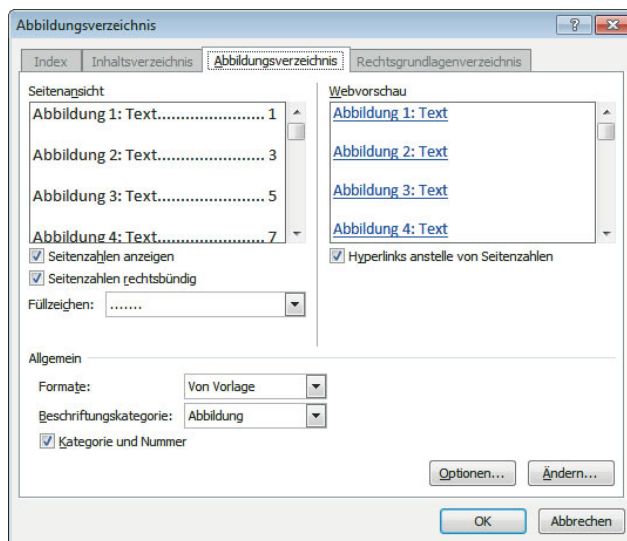 Abbildungsverzeichnis
Index Inhaltsverzeichnis Abbildungsverzeichnis Rechtsgrundlagenverzeichnis
Seitenansicht
Abbildung 1: Text........................ 1
Abbildung 2: Text........................ 3
Abbildung 3: Text........................ 5
Abbildung 4: Text........................ 7
Seitenzahlen anzeigen
Seitenzahlen rechtsbündig
Füllzeichen: .......
Webvorschau
Abbildung 1: Text
Abbildung 2: Text
Abbildung 3: Text
Abbildung 4: Text
Hyperlinks anstelle von Seitenzahlen
Allgemein
Formate: Von Vorlage
Beschriftungskategorie: Abbildung
Kategorie und Nummer
Optionen... Ändern...
OK Abbrechen